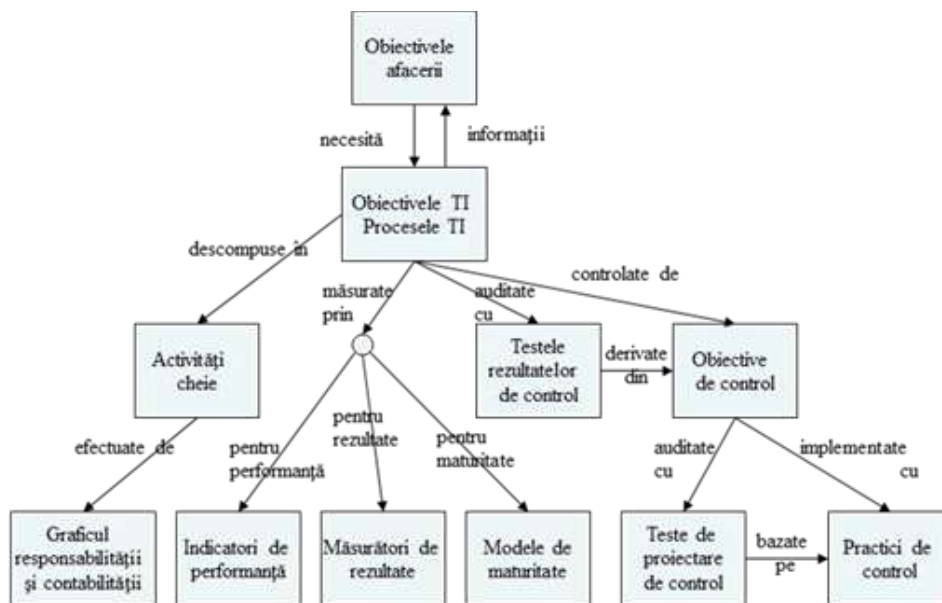 Obiectivele
afacerii
necesită
informații
Obiectivele TI
Procesele TI
descompuse în
măsurate
prin
auditate
cu
controlate de
Activități
cheie
Testele
rezultatelor
de control
derivate
din
Obiective
de control
efectuate de
pentru
performanță
pentru
rezultate
pentru
maturitate
auditate
cu
implementate
cu
Graficul
responsabilității
și contabilității
Indicatori de
performanță
Măsurători de
rezultate
Modele de
maturitate
Teste de
proiectare
de control
bazate
pe
Practici de
control